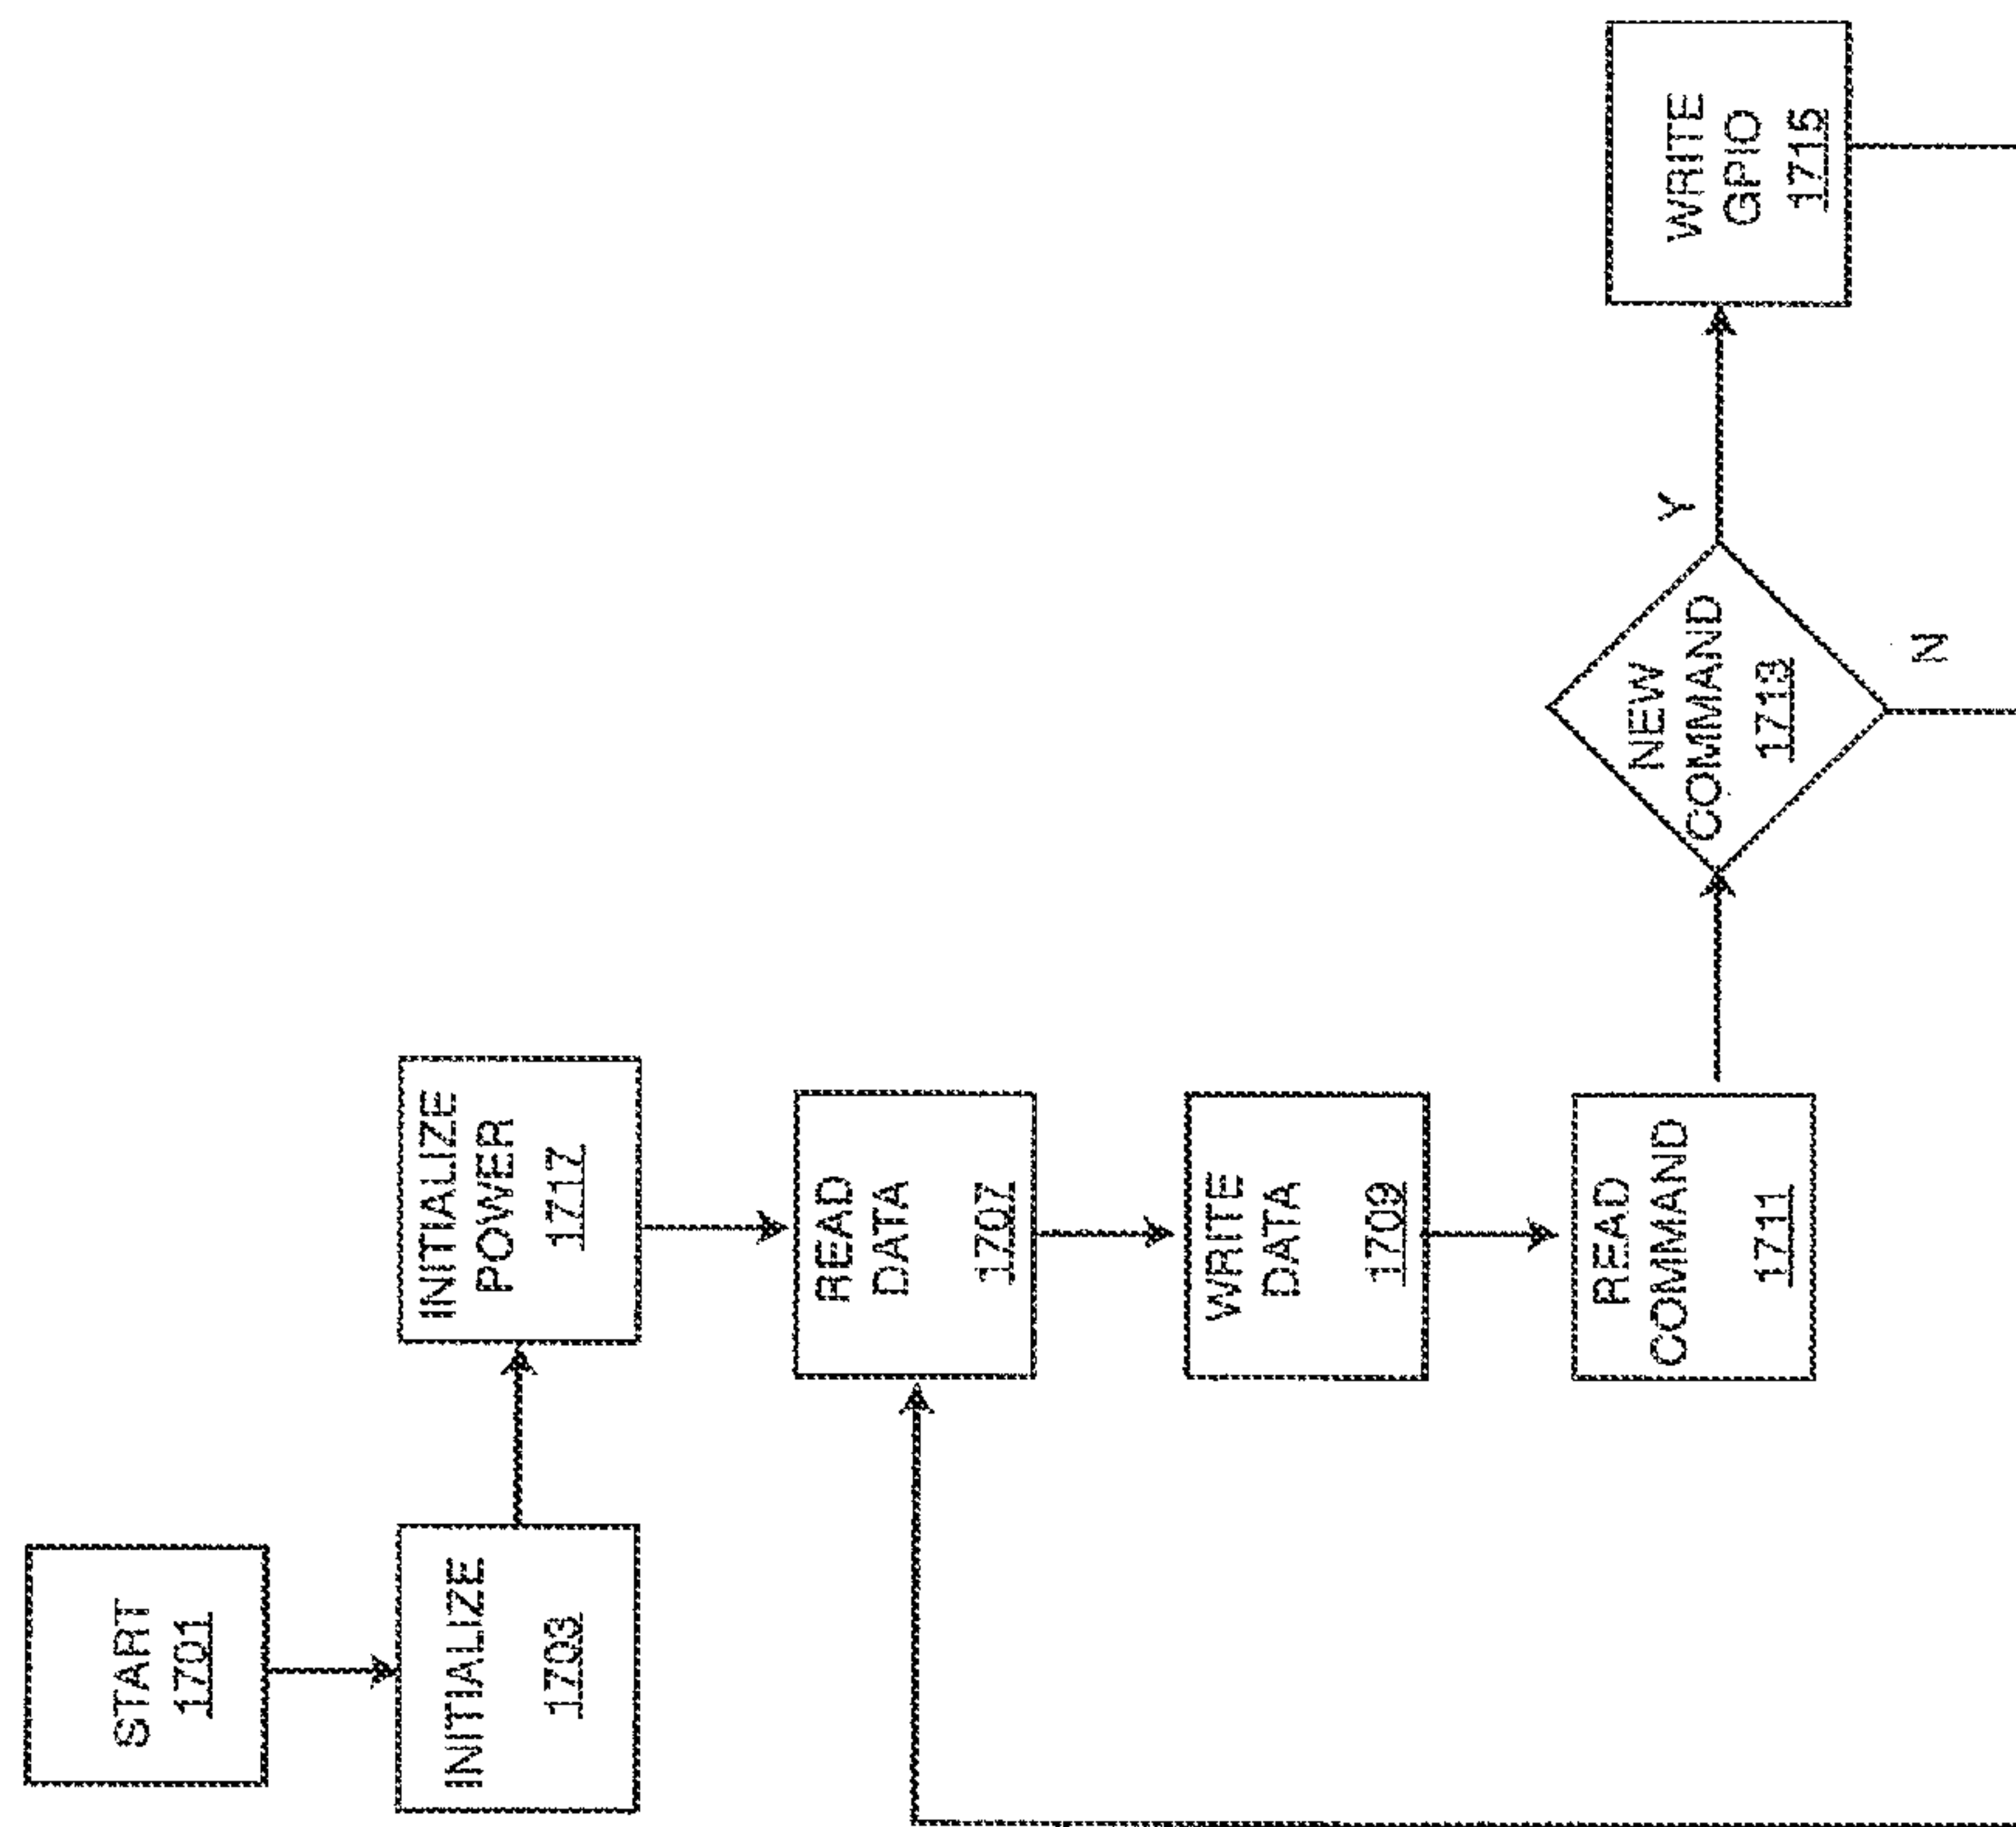 START
1701
INITIALIZE
1703
INITIALIZE
POWER
1717
READ
DATA
1707
WRITE
DATA
1709
READ
COMMAND
1711
NEW
COMMAND
1713
Y
N
WRITE
GPIO
1715